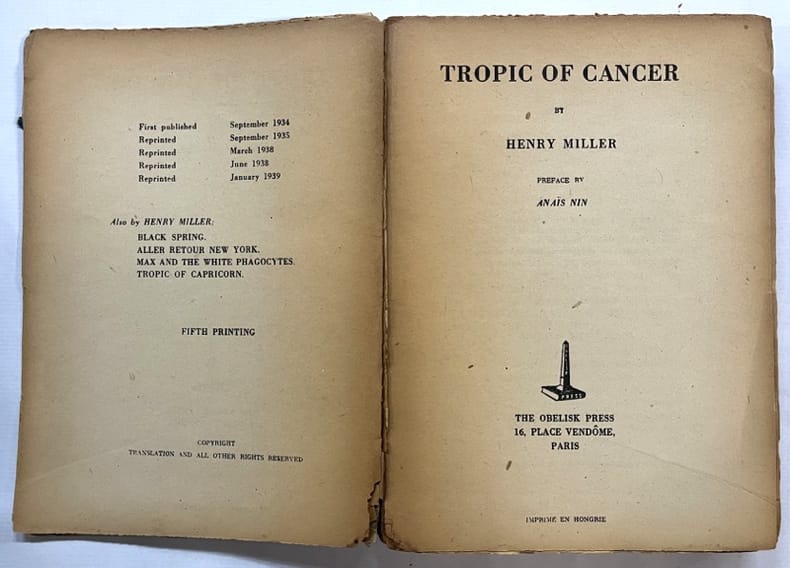 First published September 1934
Reprinted September 1935
Reprinted March 1938
Reprinted June 1938
Reprinted January 1939
Also by HENRY MILLER:
BLACK SPRING.
ALLER RETOUR NEW YORK.
MAX AND THE WHITE PHAGOCYTES.
TROPIC OF CAPRICORN.
FIFTH PRINTING
COPYRIGHT
TRANSLATION AND ALL OTHER RIGHTS RESERVED
TROPIC OF CANCER
BY
HENRY MILLER
PREFACE BY
ANAÏS NIN
PRESS
THE OBELISK PRESS
16, PLACE VENDÔME,
PARIS
IMPRIMÉ EN HONGRIE